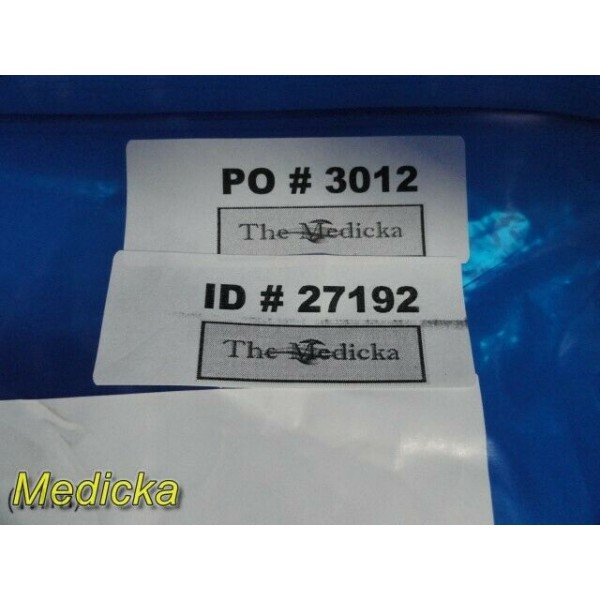 PO # 3012
The Medicka
ID # 27192
The Medicka
Medicka